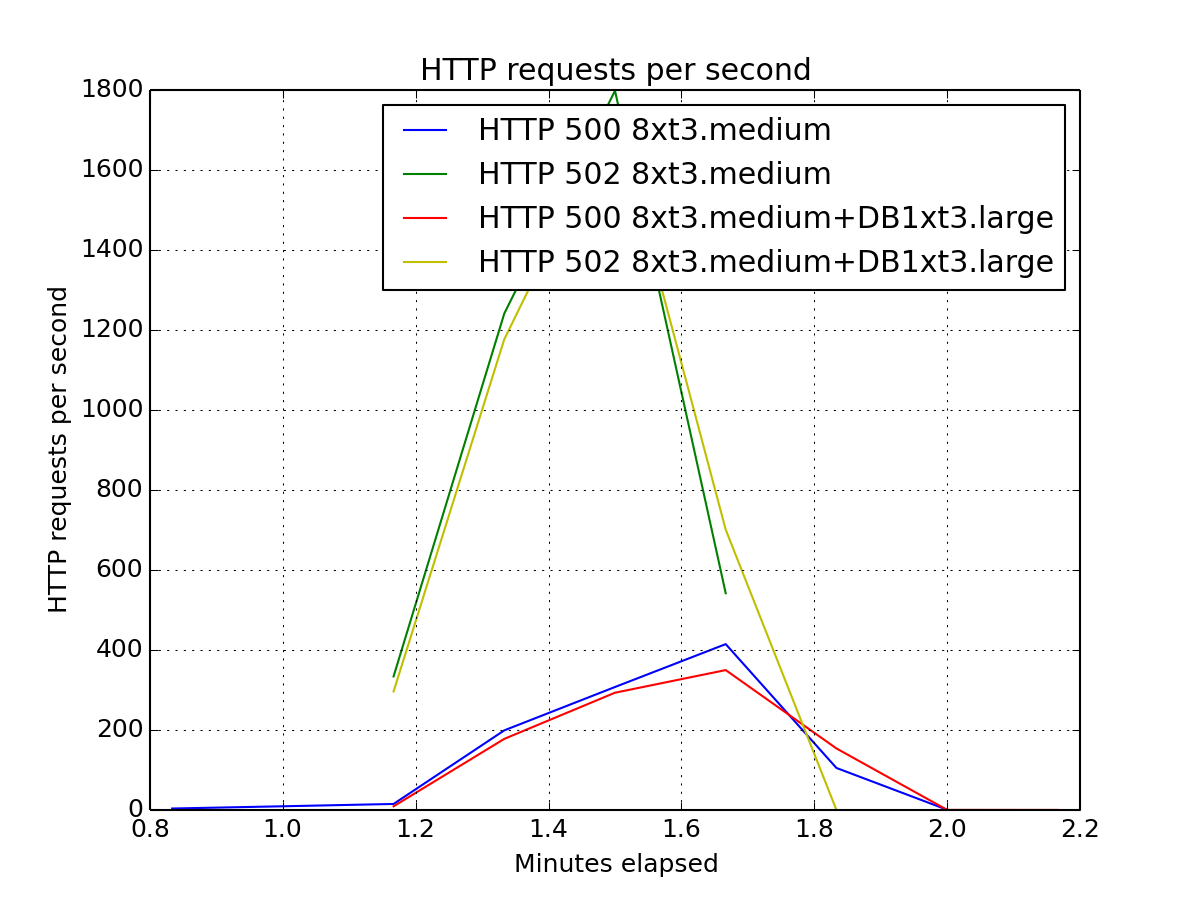 HTTP requests per second
1800
1600
1400
1200
1000
800
600
400
200
0
HTTP requests per second
HTTP 500 8xt3.medium
HTTP 502 8xt3.medium
HTTP 500 8xt3.medium+DB1xt3.large
HTTP 502 8xt3.medium+DB1xt3.large
0.8 1.0 1.2 1.4 1.6 1.8 2.0 2.2
Minutes elapsed